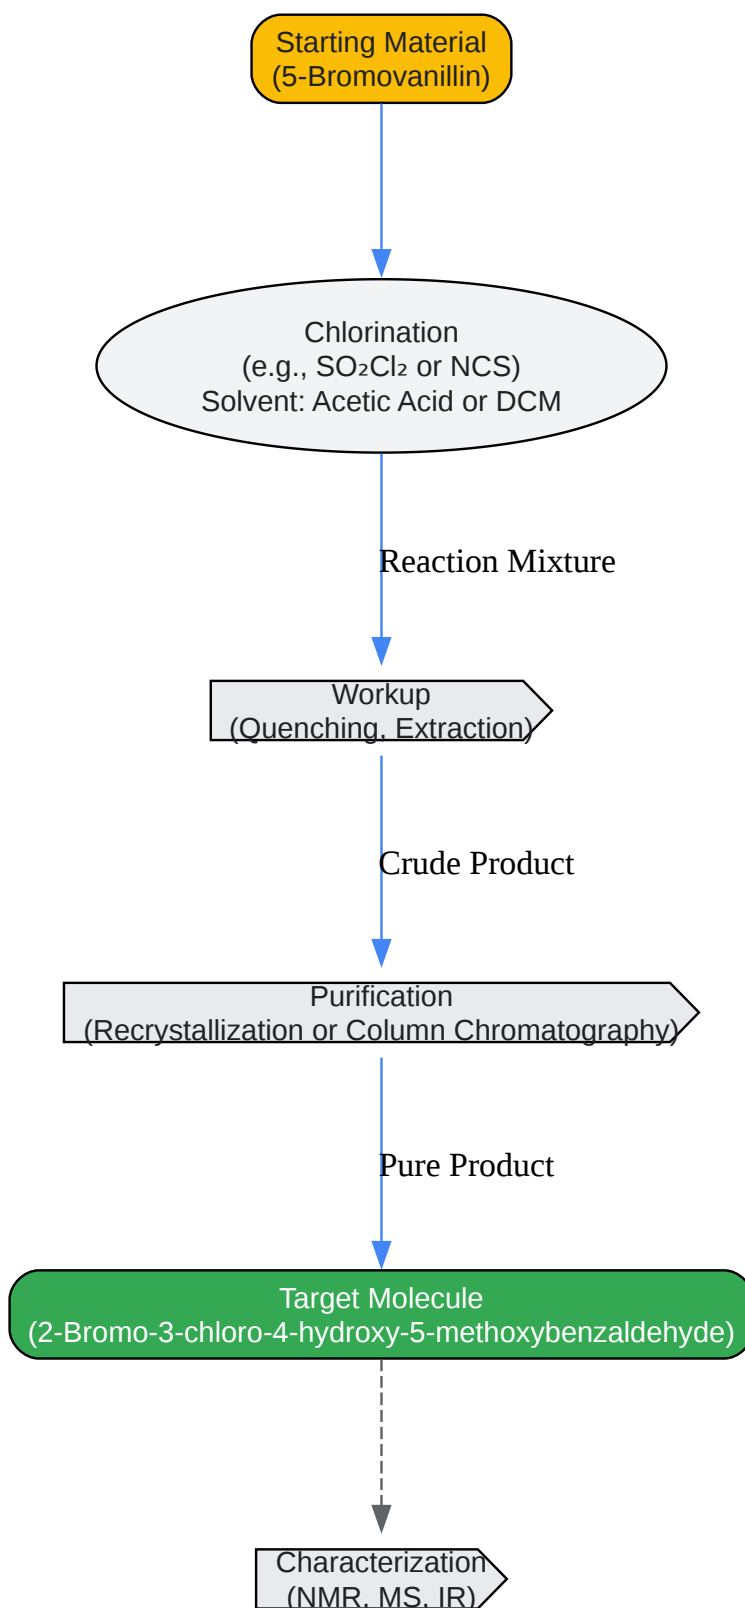 Starting Material
(5-Bromovanillin)
Chlorination
(e.g., SO₂Cl₂ or NCS)
Solvent: Acetic Acid or DCM
Reaction Mixture
Workup
(Quenching, Extraction)
Crude Product
Purification
(Recrystallization or Column Chromatography)
Pure Product
Target Molecule
(2-Bromo-3-chloro-4-hydroxy-5-methoxybenzaldehyde)
Characterization
(NMR, MS, IR)